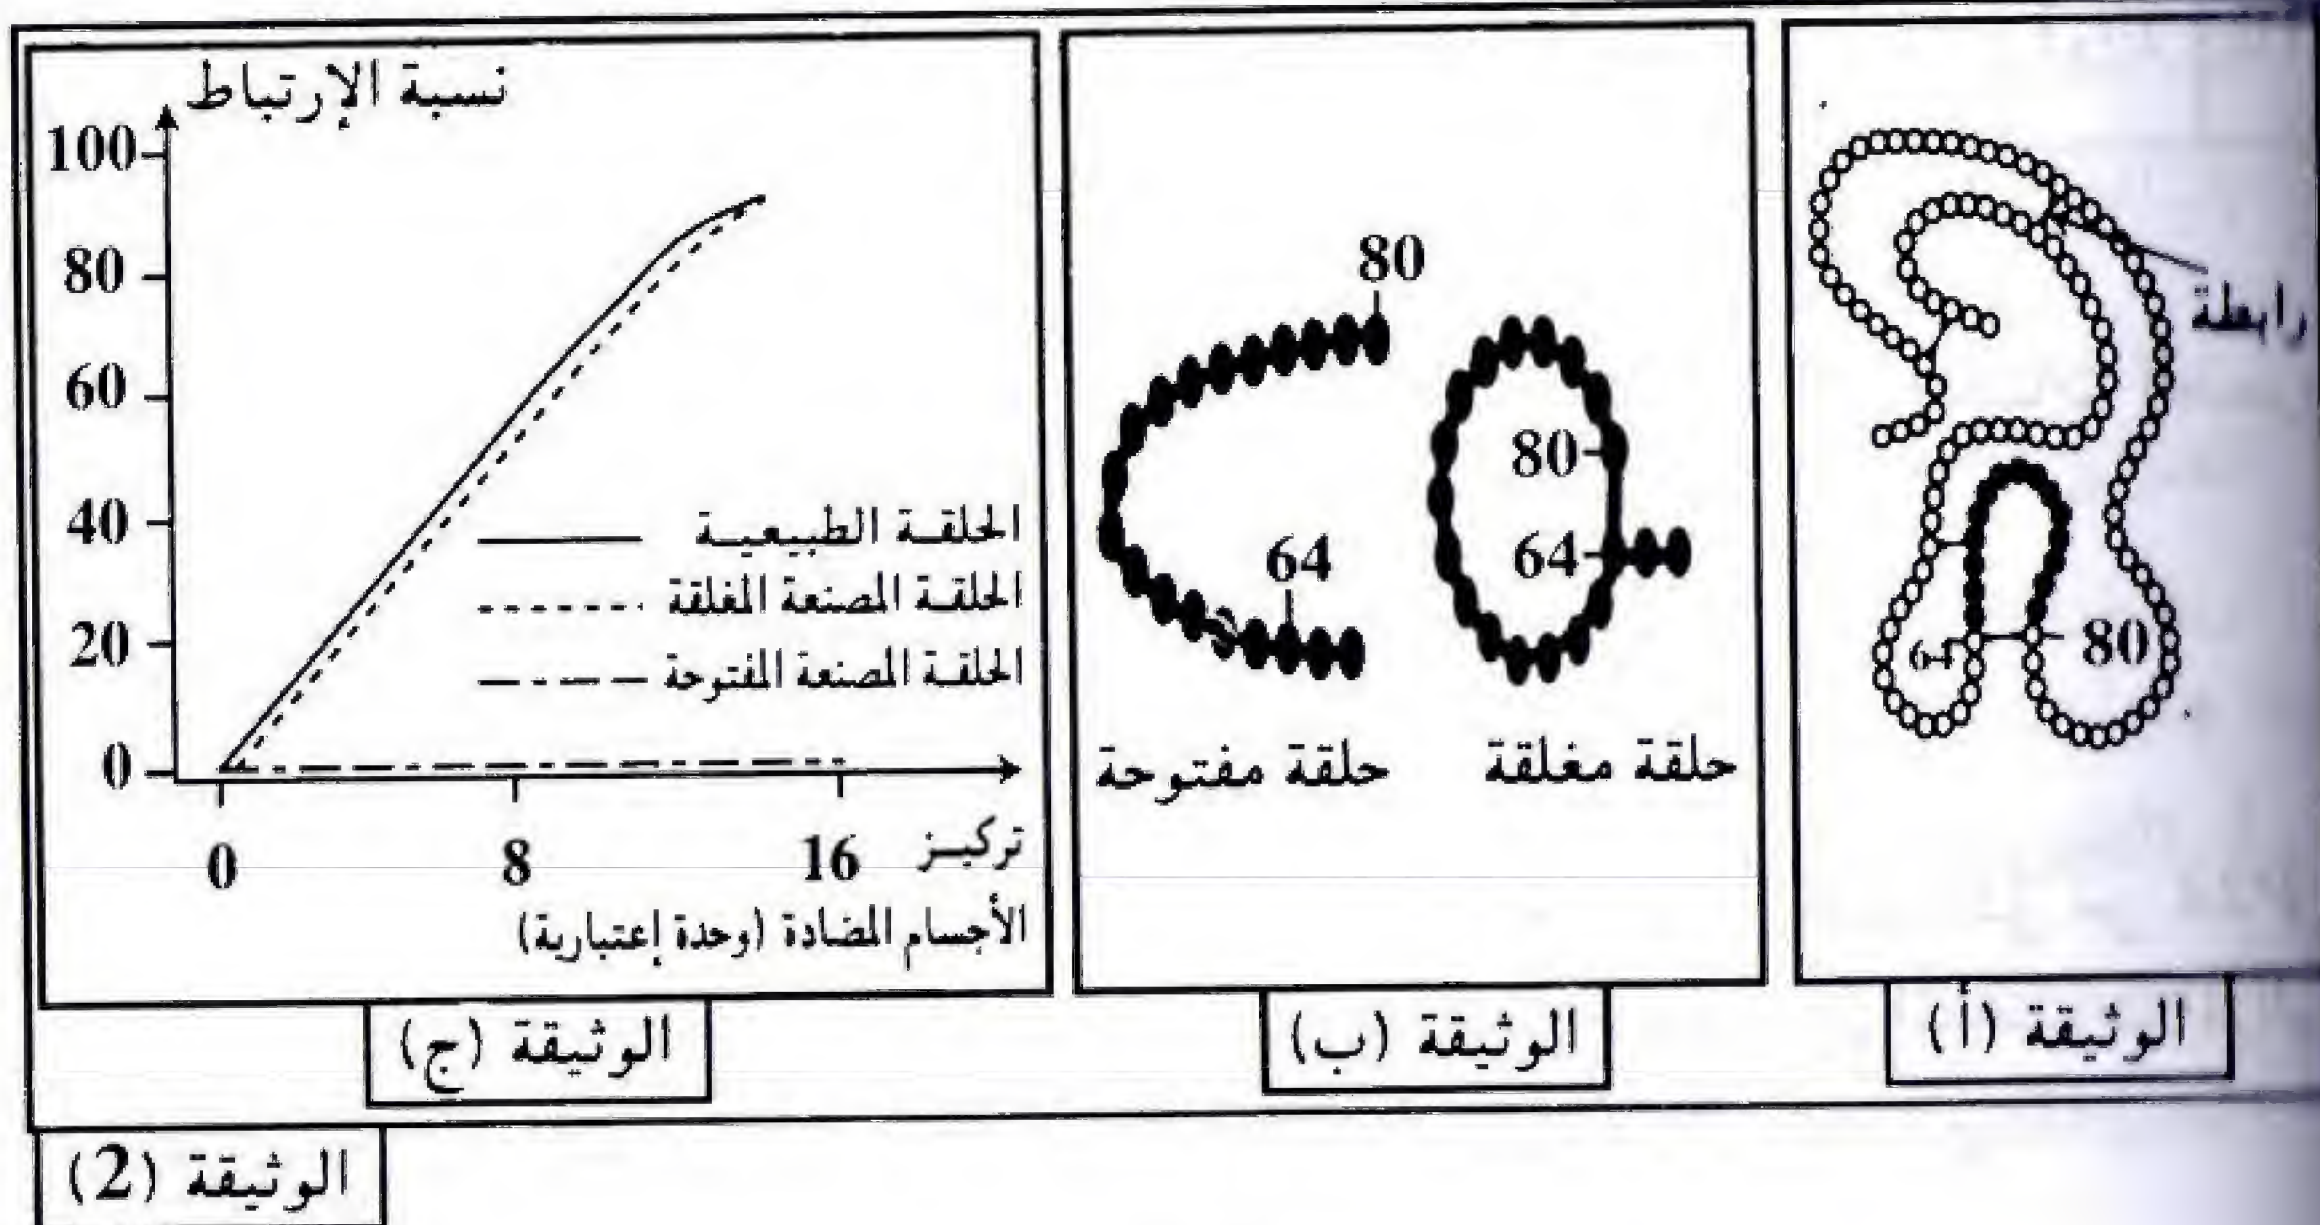 رابطة
64
80
الوثيقة (أ)
80
64
80
64
حلقة مغلقة
حلقة مفتوحة
الوثيقة (ب)
نسبة الإرتباط
100
80
60
40
20
0
الحلقة الطبيعية
الحلقة المصنعة المغلقة
الحلقة المصنعة المفتوحة
0 8 16
تركيز
الأجسام المضادة (وحدة إعتبارية)
الوثيقة (ج)
الوثيقة (2)